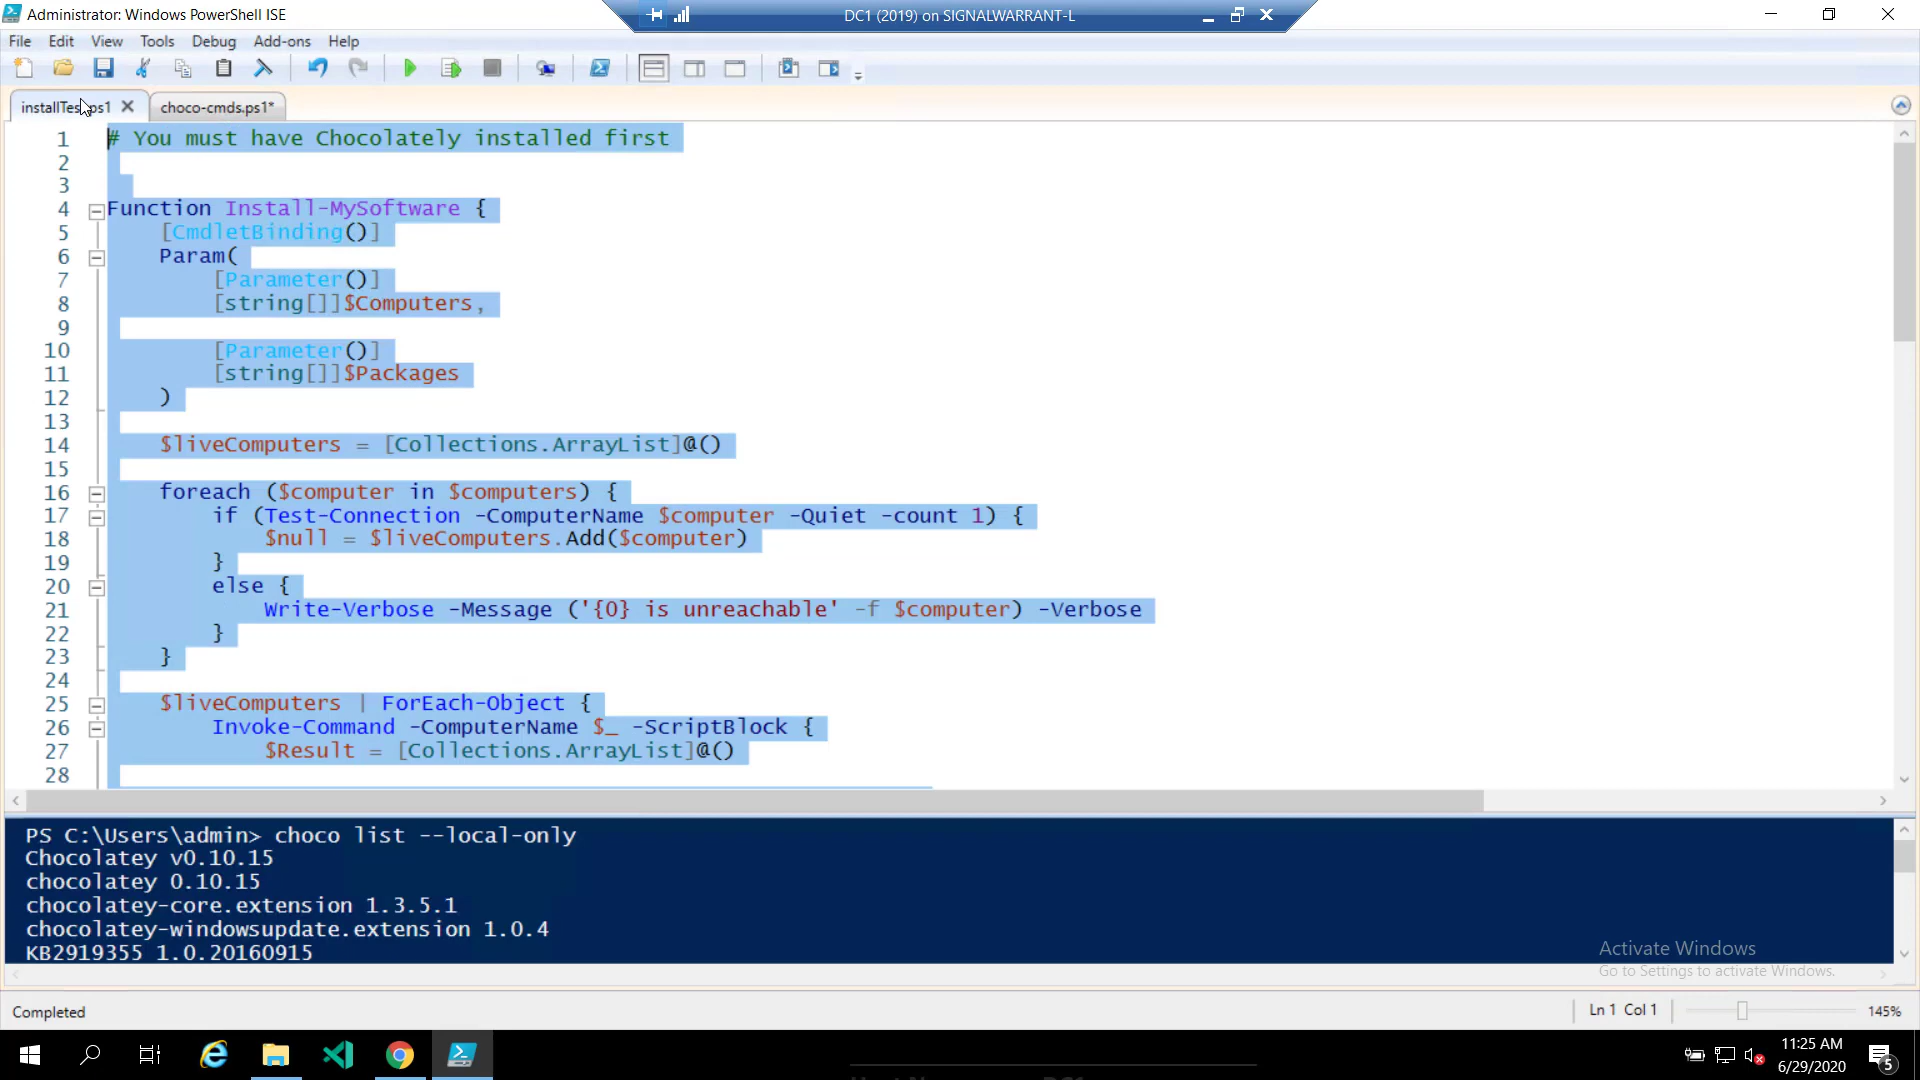 Administrator: Windows PowerShell ISE
DC1 (2019) on SIGNALWARRANT-L
File Edit View Tools Debug Add-ons Help
choco-cmds.ps1*
1 # You must have Chocolately installed first
2
3
4 Function Install-MySoftware {
5 [CmdletBinding()]
6 Param(
7 [Parameter()]
8 [string[]]$Computers,
9
10 [Parameter()]
11 [string[]]$Packages
12 )
13
14 $liveComputers = [Collections.ArrayList]@()
15
16 foreach ($computer in $computers) {
17 if (Test-Connection -ComputerName $computer -Quiet -count 1) {
18 $null = $liveComputers.Add($computer)
19 }
20 else {
21 Write-Verbose -Message ('{0} is unreachable' -f $computer) -Verbose
22 }
23 }
24
25 $liveComputers | ForEach-Object {
26 Invoke-Command -ComputerName $_ -ScriptBlock {
27 $Result = [Collections.ArrayList]@()
28
PS C:\Users\admin> choco list --local-only
Chocolatey v0.10.15
chocolatey 0.10.15
chocolatey-core.extension 1.3.5.1
chocolatey-windowsupdate.extension 1.0.4
KB2919355 1.0.20160915
Activate Windows
Go to Settings to activate Windows.
Completed
Ln 1 Col 1
145%
11:25 AM
6/29/2020
5